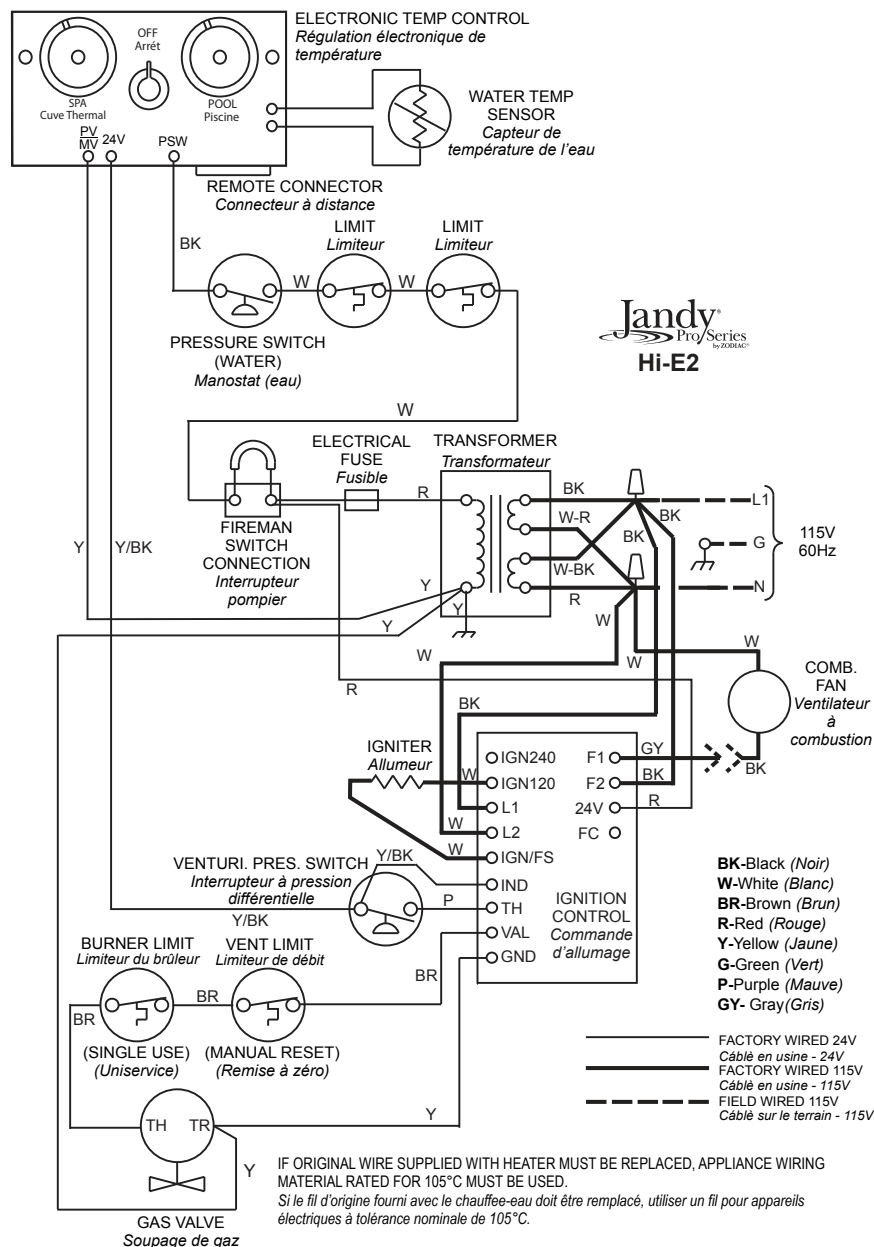 ELECTRONIC TEMP CONTROL
Régulation électronique de
température
OFF
Arrét
SPA
Cuve Thermal
POOL
Piscine
PV
MV
24V
PSW
WATER TEMP
SENSOR
Capteur de
température de l'eau
REMOTE CONNECTOR
Connecteur à distance
BK
LIMIT
Limiteur
LIMIT
Limiteur
W
W
PRESSURE SWITCH
(WATER)
Manostat (eau)
Jandy®
Pro Series
by ZODIAC®
Hi-E2
W
ELECTRICAL
FUSE
Fusible
TRANSFORMER
Transformateur
R
BK
L1
W-R
BK
BK
G
115V
60Hz
W-BK
R
N
FIREMAN
SWITCH
CONNECTION
Interrupteur
pompier
Y
Y/BK
Y
Y
Y
W
W
W
W
R
COMB.
FAN
Ventilateur
à
combustion
BK
IGNITER
Allumeur
IGN240
F1
GY
BK
W
IGN120
F2
BK
L1
24V
R
W
L2
FC
W
IGN/FS
VENTURI. PRES. SWITCH
Interrupteur à pression
différentielle
Y/BK
IND
P
TH
Y/BK
VAL
GND
IGNITION
CONTROL
Commande
d'allumage
BK-Black (Noir)
W-White (Blanc)
BR-Brown (Brun)
R-Red (Rouge)
Y-Yellow (Jaune)
G-Green (Vert)
P-Purple (Mauve)
GY- Gray(Gris)
BURNER LIMIT
Limiteur du brûleur
VENT LIMIT
Limiteur de débit
BR
BR
BR
(SINGLE USE)
(Uniservice)
(MANUAL RESET)
(Remise à zéro)
FACTORY WIRED 24V
Câblè en usine - 24V
FACTORY WIRED 115V
Câblè en usine - 115V
FIELD WIRED 115V
Câblè sur le terrain - 115V
TH
TR
Y
Y
GAS VALVE
Soupage de gaz
IF ORIGINAL WIRE SUPPLIED WITH HEATER MUST BE REPLACED, APPLIANCE WIRING
MATERIAL RATED FOR 105°C MUST BE USED.
Si le fil d'origine fourni avec le chauffee-eau doit être remplacé, utiliser un fil pour appareils
électriques à tolérance nominale de 105°C.